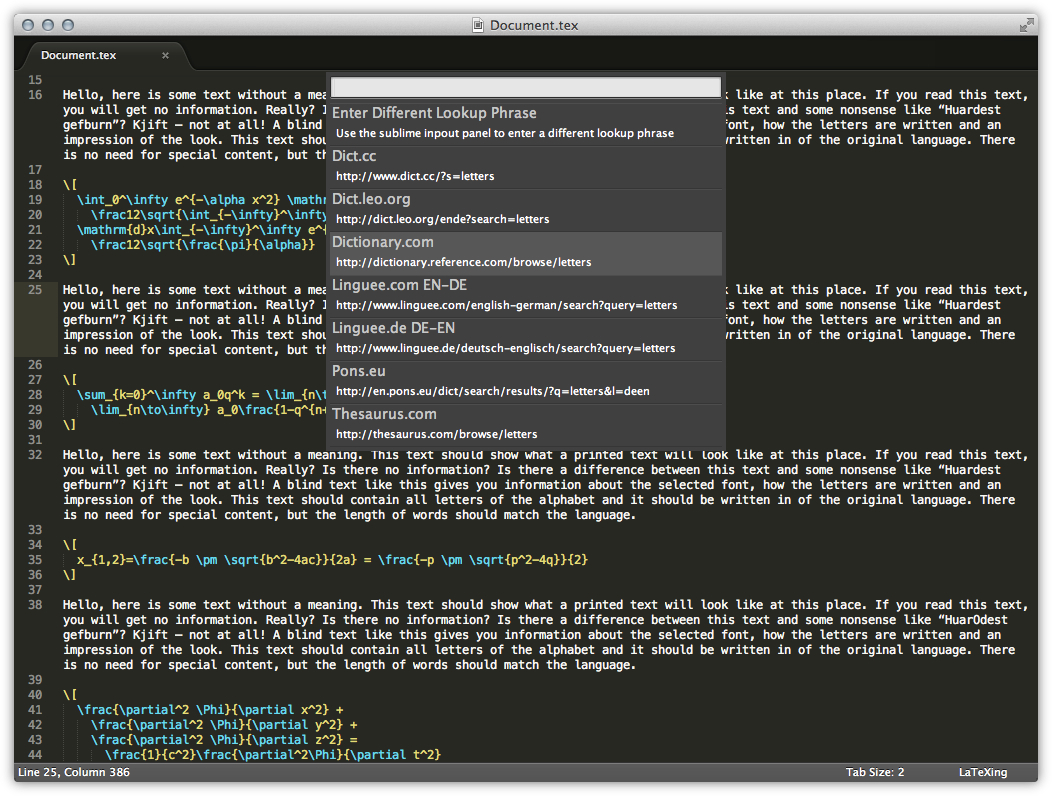 Document.tex
Document.tex ×
Enter Different Lookup Phrase
Use the sublime inpout panel to enter a different lookup phrase
Dict.cc
http://www.dict.cc/?s=letters
Dict.leo.org
http://dict.leo.org/ende?search=letters
Dictionary.com
http://dictionary.reference.com/browse/letters
Linguee.com EN-DE
http://www.linguee.com/english-german/search?query=letters
Linguee.de DE-EN
http://www.linguee.de/deutsch-englisch/search?query=letters
Pons.eu
http://en.pons.eu/dict/search/results/?q=letters&l=deen
Thesaurus.com
http://thesaurus.com/browse/letters
15
16 Hello, here is some text without a like at this place. If you read this text,
you will get no information. Really? text and some nonsense like “Huardest
gefburn”? Kjift – not at all! A blind font, how the letters are written and an
impression of the look. This text written in of the original language. There
is no need for special content, but
17
18 \[
19 \int_0^\infty e^{-\alpha x^2}
20 \frac12\sqrt{\int_{-\infty}^\infty
21 \mathrm{d}x\int_{-\infty}^\infty e^{
22 \frac12\sqrt{\frac{\pi}{\alpha}}
23 \]
24
25 Hello, here is some text without a like at this place. If you read this text,
you will get no information. Really? text and some nonsense like “Huardest
gefburn”? Kjift – not at all! A blind font, how the letters are written and an
impression of the look. This text written in of the original language. There
is no need for special content, but
26
27 \[
28 \sum_{k=0}^\infty a_0q^k = \lim_{n\t
29 \lim_{n\to\infty} a_0\frac{1-q^{n+
30 \]
31
32 Hello, here is some text without a meaning. This text should show what a printed text will look like at this place. If you read this text,
you will get no information. Really? Is there no information? Is there a difference between this text and some nonsense like “Huardest
gefburn”? Kjift – not at all! A blind text like this gives you information about the selected font, how the letters are written and an
impression of the look. This text should contain all letters of the alphabet and it should be written in of the original language. There
is no need for special content, but the length of words should match the language.
33
34 \[
35 x_{1,2}=\frac{-b \pm \sqrt{b^2-4ac}}{2a} = \frac{-p \pm \sqrt{p^2-4q}}{2}
36 \]
37
38 Hello, here is some text without a meaning. This text should show what a printed text will look like at this place. If you read this text,
you will get no information. Really? Is there no information? Is there a difference between this text and some nonsense like “HuarOdest
gefburn”? Kjift – not at all! A blind text like this gives you information about the selected font, how the letters are written and an
impression of the look. This text should contain all letters of the alphabet and it should be written in of the original language. There
is no need for special content, but the length of words should match the language.
39
40 \[
41 \frac{\partial^2 \Phi}{\partial x^2} +
42 \frac{\partial^2 \Phi}{\partial y^2} +
43 \frac{\partial^2 \Phi}{\partial z^2} =
44 \frac{1}{c^2}\frac{\partial^2\Phi}{\partial t^2}
Line 25, Column 386 Tab Size: 2 LaTeXing